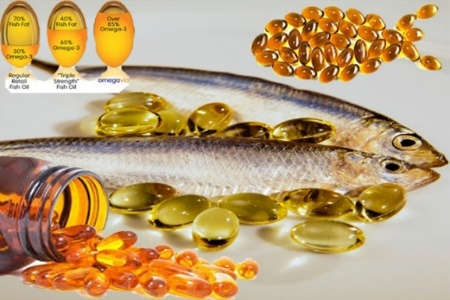 70%
Fish Fat
30%
Omega-3
Regular
Retail
Fish Oil
40%
Fish Fat
60%
Omega-3
"Triple
Strength"
Fish Oil
Over
85%
Omega-3
omegavia